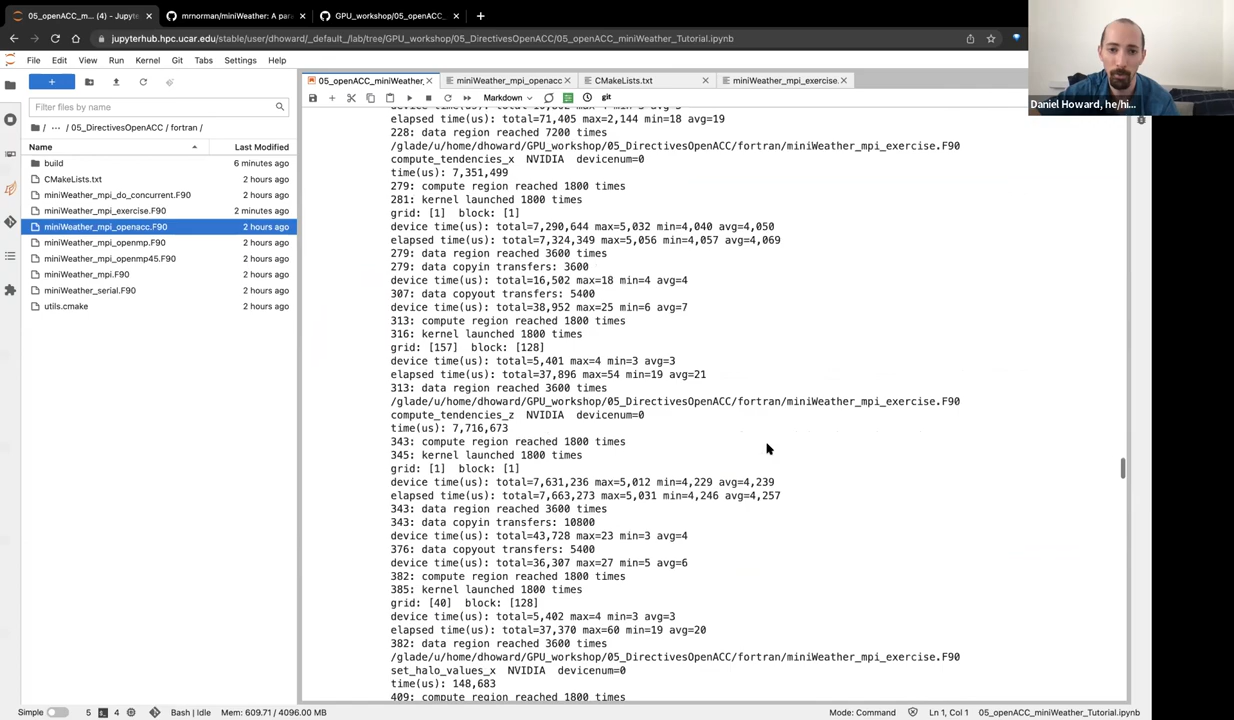 05_openACC_m... (4) - Jupyter
mrnorman/miniWeather: A para
GPU_workshop/05_openACC_
jupyterhub.hpc.ucar.edu/stable/user/dhoward/_default_/lab/tree/GPU_workshop/05_DirectivesOpenACC/05_openACC_miniWeather_Tutorial.ipynb
File Edit View Run Kernel Git Tabs Settings Help
Daniel Howard, he/hi...
Filter files by name
/ ... / 05_DirectivesOpenACC / fortran /
Name Last Modified
build 6 minutes ago
CMakeLists.txt 2 hours ago
miniWeather_mpi_do_concurrent.F90 2 hours ago
miniWeather_mpi_exercise.F90 2 minutes ago
miniWeather_mpi_openacc.F90 2 hours ago
miniWeather_mpi_openmp.F90 2 hours ago
miniWeather_mpi_openmp45.F90 2 hours ago
miniWeather_mpi.F90 2 hours ago
miniWeather_serial.F90 2 hours ago
utils.cmake 2 hours ago
05_openACC_miniWeather_
miniWeather_mpi_openacc
CMakeLists.txt
miniWeather_mpi_exercise.
Markdown
git
elapsed time(us): total=71,405 max=2,144 min=18 avg=19
228: data region reached 7200 times
/glade/u/home/dhoward/GPU_workshop/05_DirectivesOpenACC/fortran/miniWeather_mpi_exercise.F90
compute_tendencies_x NVIDIA devicenum=0
time(us): 7,351,499
279: compute region reached 1800 times
281: kernel launched 1800 times
grid: [1] block: [1]
device time(us): total=7,290,644 max=5,032 min=4,040 avg=4,050
elapsed time(us): total=7,324,349 max=5,056 min=4,057 avg=4,069
279: data region reached 3600 times
279: data copyin transfers: 3600
device time(us): total=16,502 max=18 min=4 avg=4
307: data copyout transfers: 5400
device time(us): total=38,952 max=25 min=6 avg=7
313: compute region reached 1800 times
316: kernel launched 1800 times
grid: [157] block: [128]
device time(us): total=5,401 max=4 min=3 avg=3
elapsed time(us): total=37,896 max=54 min=19 avg=21
313: data region reached 3600 times
/glade/u/home/dhoward/GPU_workshop/05_DirectivesOpenACC/fortran/miniWeather_mpi_exercise.F90
compute_tendencies_z NVIDIA devicenum=0
time(us): 7,716,673
343: compute region reached 1800 times
345: kernel launched 1800 times
grid: [1] block: [1]
device time(us): total=7,631,236 max=5,012 min=4,229 avg=4,239
elapsed time(us): total=7,663,273 max=5,031 min=4,246 avg=4,257
343: data region reached 3600 times
343: data copyin transfers: 10800
device time(us): total=43,728 max=23 min=3 avg=4
376: data copyout transfers: 5400
device time(us): total=36,307 max=27 min=5 avg=6
382: compute region reached 1800 times
385: kernel launched 1800 times
grid: [40] block: [128]
device time(us): total=5,402 max=4 min=3 avg=3
elapsed time(us): total=37,370 max=60 min=19 avg=20
382: data region reached 3600 times
/glade/u/home/dhoward/GPU_workshop/05_DirectivesOpenACC/fortran/miniWeather_mpi_exercise.F90
set_halo_values_x NVIDIA devicenum=0
time(us): 148,683
409: compute region reached 1800 times
Simple 5 4 Bash | Idle Mem: 609.71 / 4096.00 MB
Mode: Command Ln 1, Col 1 05_openACC_miniWeather_Tutorial.ipynb